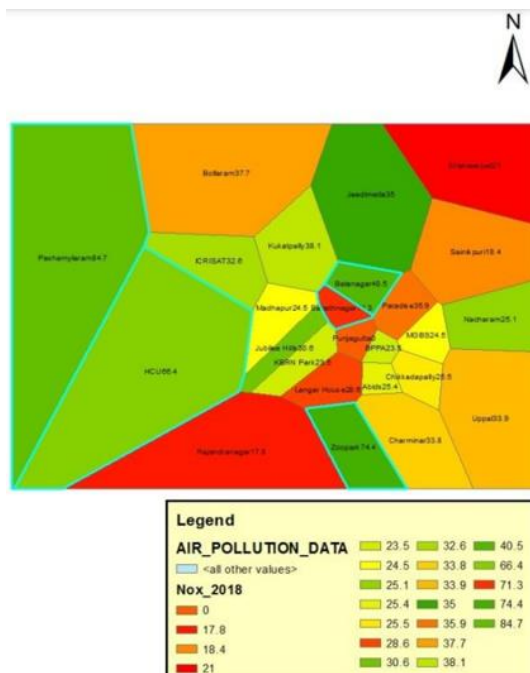 N
Bollaram37.7
Jeedimetla35
Pashamylaram84.7
Kukatpally38.1
Sainikpuri18.4
ICRISAT32.6
Balanagar40.5
Paradise35.9
Nacharam25.1
Madhapur24.5
MGBS24.5
Punjagutta0
Jubilee Hills30.6
BPPA23.5
KBRN Park23.5
HCU66.4
Langar House28.6
Abids25.4
Uppal33.9
Charminar33.8
Rajendranagar17.8
Zoopark74.4
Legend
AIR_POLLUTION_DATA
<all other values>
Nox_2018
0
17.8
18.4
21
23.5
24.5
25.1
25.4
25.5
28.6
30.6
32.6
33.8
33.9
35
35.9
37.7
38.1
40.5
66.4
71.3
74.4
84.7